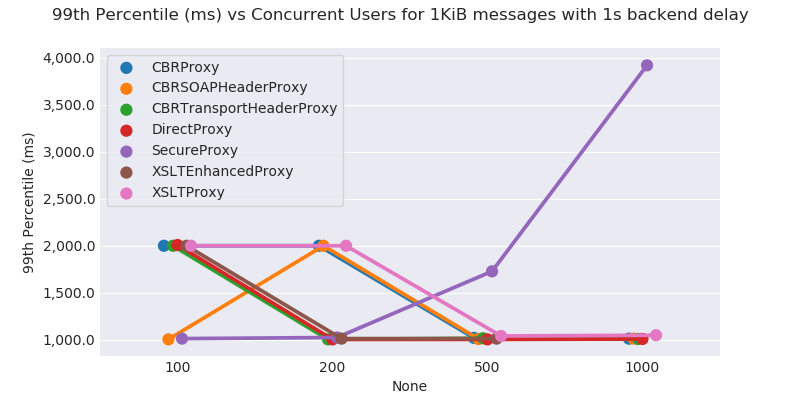 99th Percentile (ms) vs Concurrent Users for 1KiB messages with 1s backend delay
4,000.0
3,500.0
3,000.0
2,500.0
2,000.0
1,500.0
1,000.0
99th Percentile (ms)
CBRProxy
CBRSOAPHeaderProxy
CBRTransportHeaderProxy
DirectProxy
SecureProxy
XSLTEnhancedProxy
XSLTProxy
100 200 500 1000
None